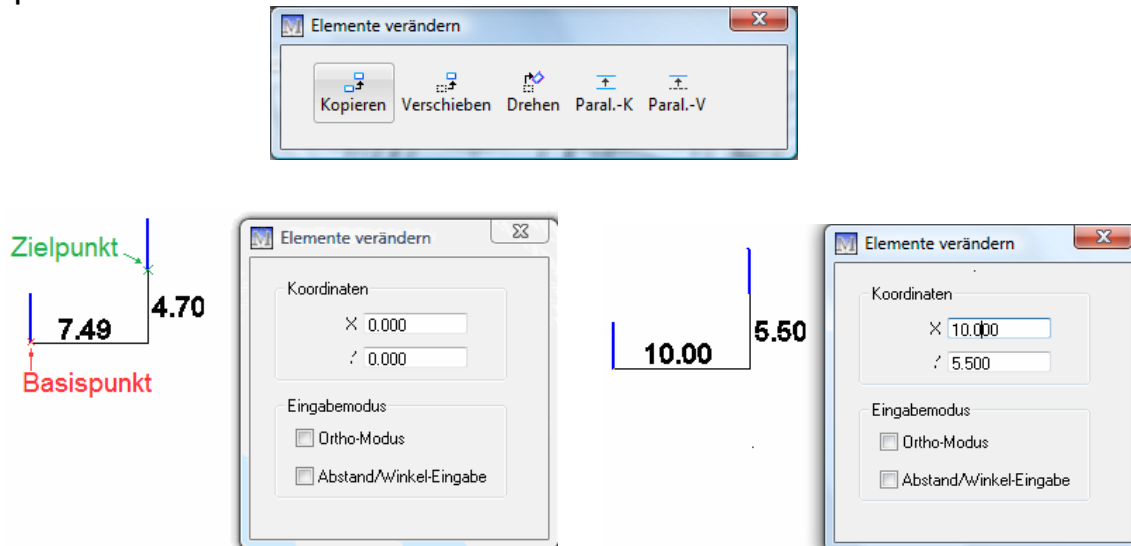 Elemente verändern
Kopieren Verschieben Drehen Paral.-K Paral.-V
Zielpunkt
4.70
7.49
Basispunkt
Elemente verändern
Koordinaten
X 0.000
0.000
Eingabemodus
Ortho-Modus
Abstand/Winkel-Eingabe
5.50
10.00
Elemente verändern
Koordinaten
X 10.000
5.500
Eingabemodus
Ortho-Modus
Abstand/Winkel-Eingabe